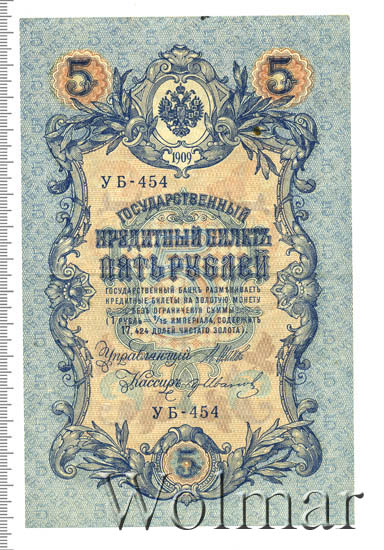 5 5
1909
УБ-454
ГОСУДАРСТВЕННЫЙ
КРЕДИТНЫЙ БИЛЕТЪ
ПЯТЬ РУБЛЕЙ
ГОСУДАРСТВЕННЫЙ БАНКЪ РАЗМѢНИВАЕТЪ
КРЕДИТНЫЕ БИЛЕТЫ НА ЗОЛОТУЮ МОНЕТУ
БЕЗЪ ОГРАНИЧЕНІЯ СУММЫ
(1 РУБЛЬ = 1/15 ИМПЕРІАЛА, СОДЕРЖИТЪ
17,424 ДОЛЕЙ ЧИСТАГО ЗОЛОТА).
Управляющій
Кассиръ
УБ-454
5
Wolmar